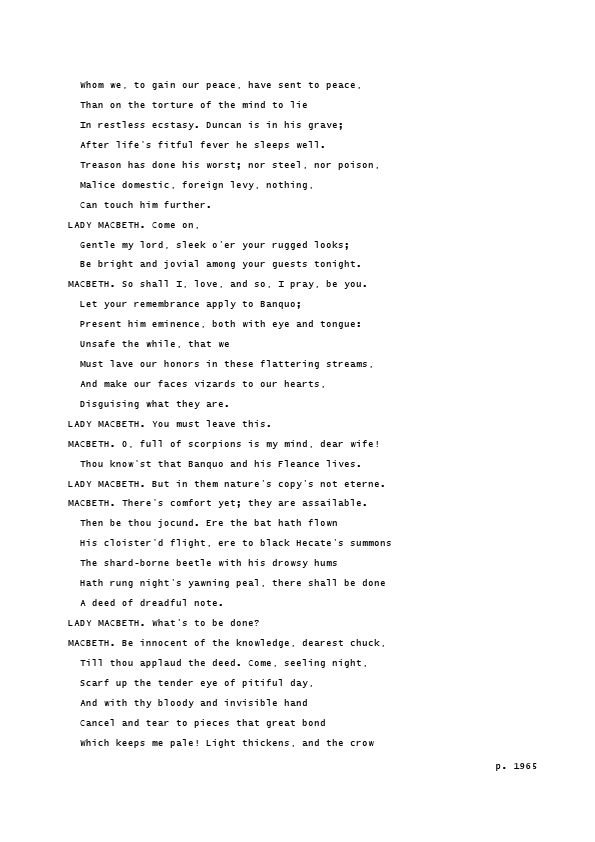 Whom we, to gain our peace, have sent to peace,
Than on the torture of the mind to lie
In restless ecstasy. Duncan is in his grave;
After life's fitful fever he sleeps well.
Treason has done his worst; nor steel, nor poison,
Malice domestic, foreign levy, nothing,
Can touch him further.
LADY MACBETH. Come on,
Gentle my lord, sleek o'er your rugged looks;
Be bright and jovial among your guests tonight.
MACBETH. So shall I, love, and so, I pray, be you.
Let your remembrance apply to Banquo;
Present him eminence, both with eye and tongue:
Unsafe the while, that we
Must lave our honors in these flattering streams,
And make our faces vizards to our hearts,
Disguising what they are.
LADY MACBETH. You must leave this.
MACBETH. O, full of scorpions is my mind, dear wife!
Thou know'st that Banquo and his Fleance lives.
LADY MACBETH. But in them nature's copy's not eterne.
MACBETH. There's comfort yet; they are assailable.
Then be thou jocund. Ere the bat hath flown
His cloister'd flight, ere to black Hecate's summons
The shard-borne beetle with his drowsy hums
Hath rung night's yawning peal, there shall be done
A deed of dreadful note.
LADY MACBETH. What's to be done?
MACBETH. Be innocent of the knowledge, dearest chuck,
Till thou applaud the deed. Come, seeling night,
Scarf up the tender eye of pitiful day,
And with thy bloody and invisible hand
Cancel and tear to pieces that great bond
Which keeps me pale! Light thickens, and the crow
p. 1965